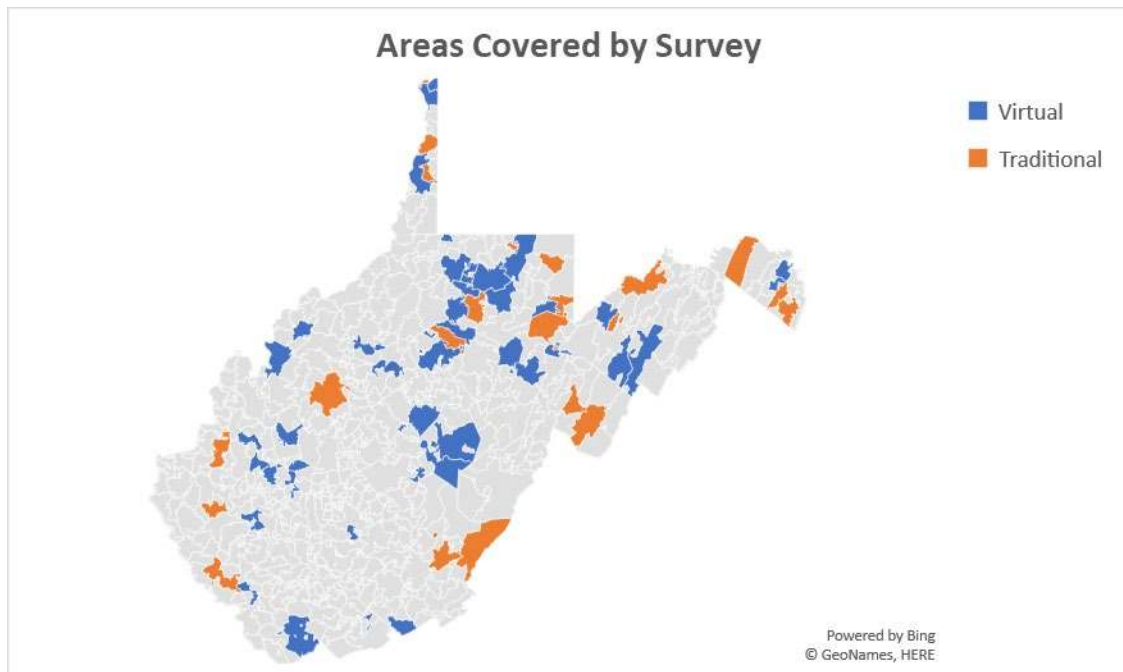 Areas Covered by Survey
Virtual
Traditional
Powered by Bing
© GeoNames, HERE